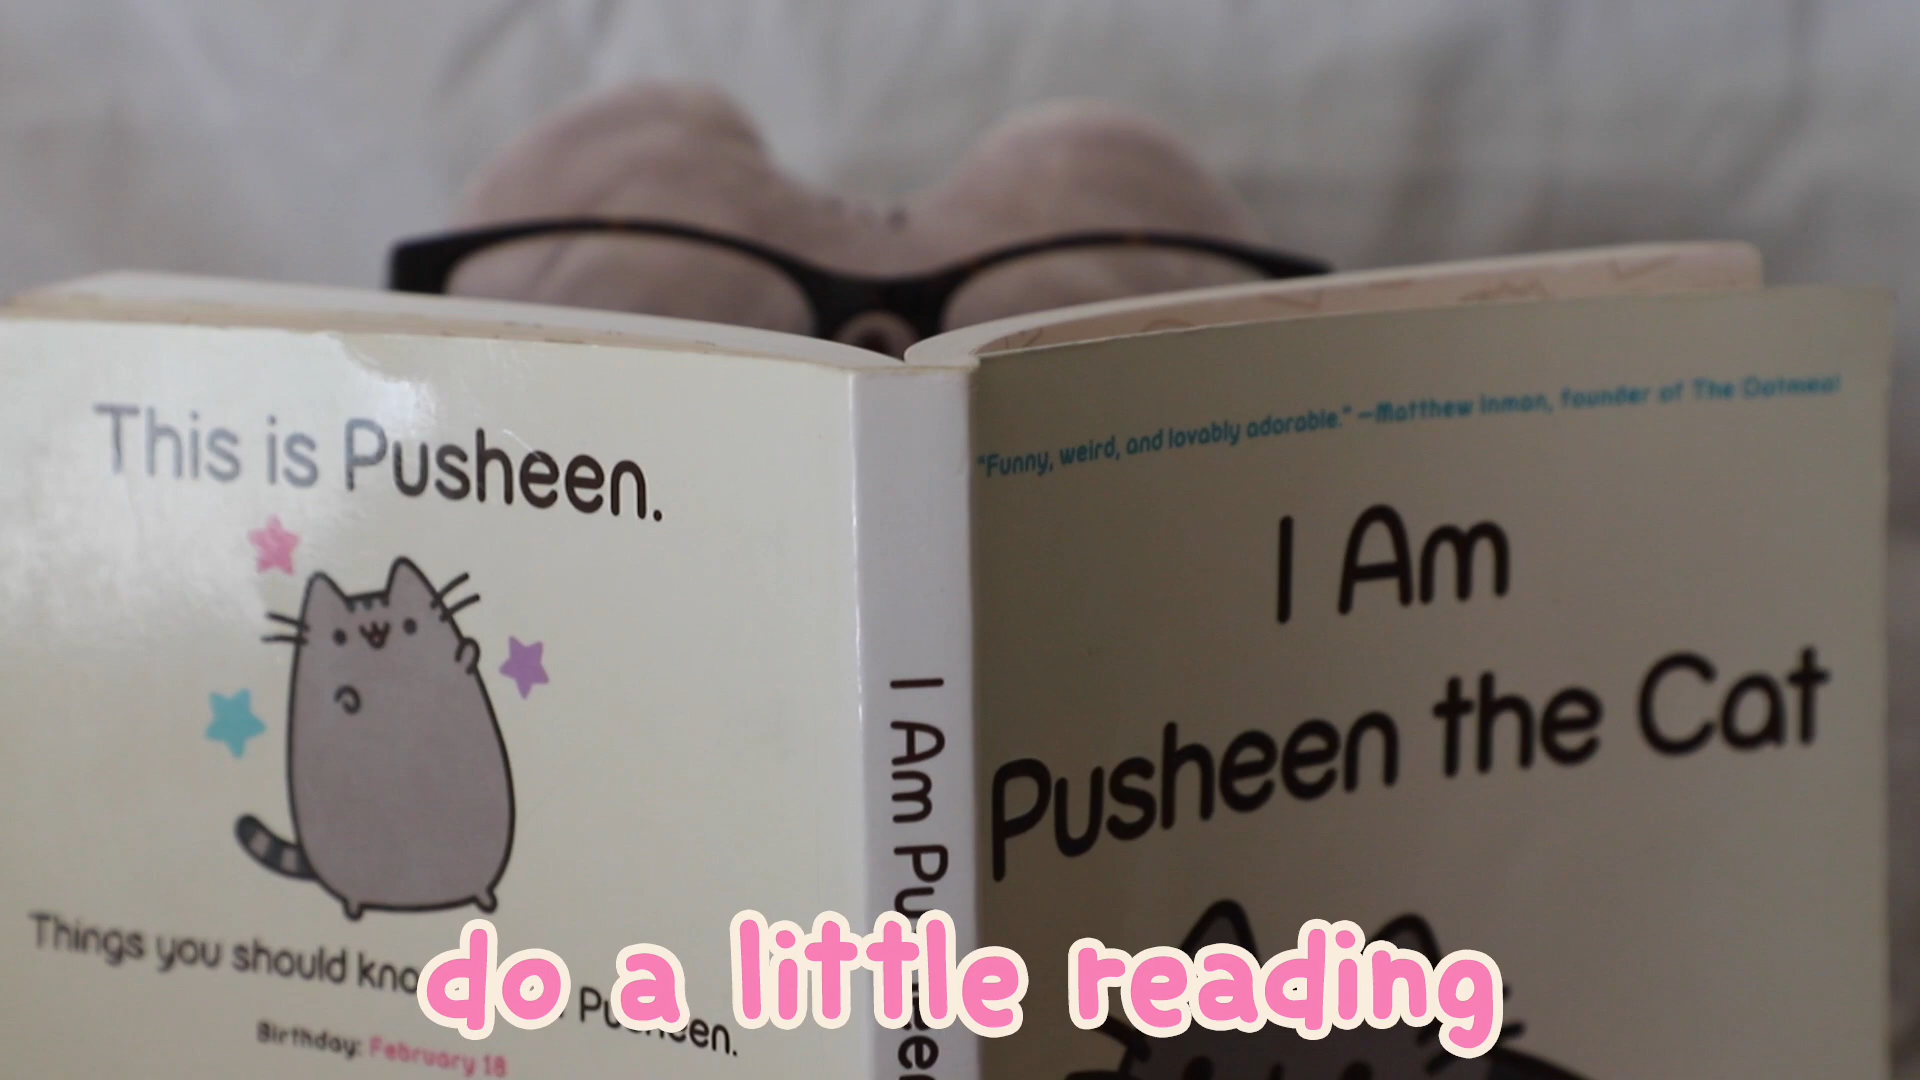 This is Pusheen.
Things you should kno Pusheen.
Birthday: February 18
I Am Pu een
"Funny, weird, and lovably adorable." —Matthew Inman, founder of The Oatmeal
I Am
Pusheen the Cat
do a little reading